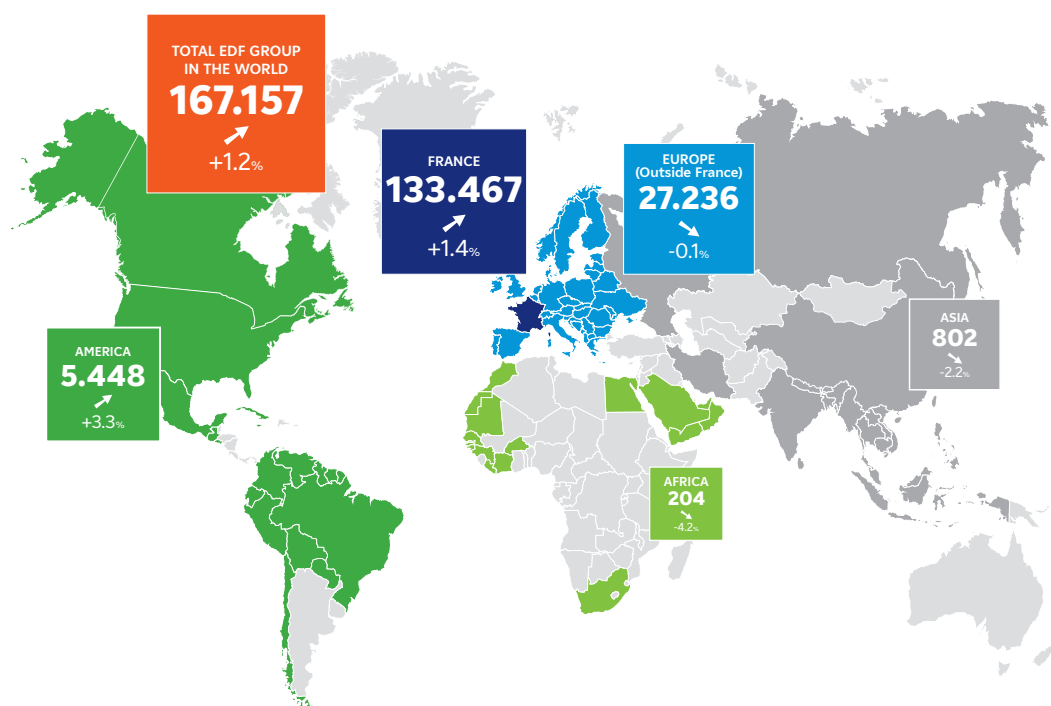 TOTAL EDF GROUP
IN THE WORLD
167.157
+1.2%
FRANCE
133.467
+1.4%
EUROPE
(Outside France)
27.236
-0.1%
AMERICA
5.448
+3.3%
ASIA
802
-2.2%
AFRICA
204
-4.2%